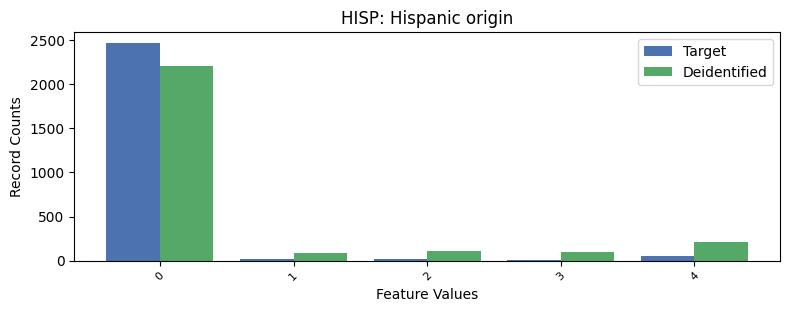 HISP: Hispanic origin
Record Counts
2500
2000
1500
1000
500
0
Target
Deidentified
0 1 2 3 4
Feature Values